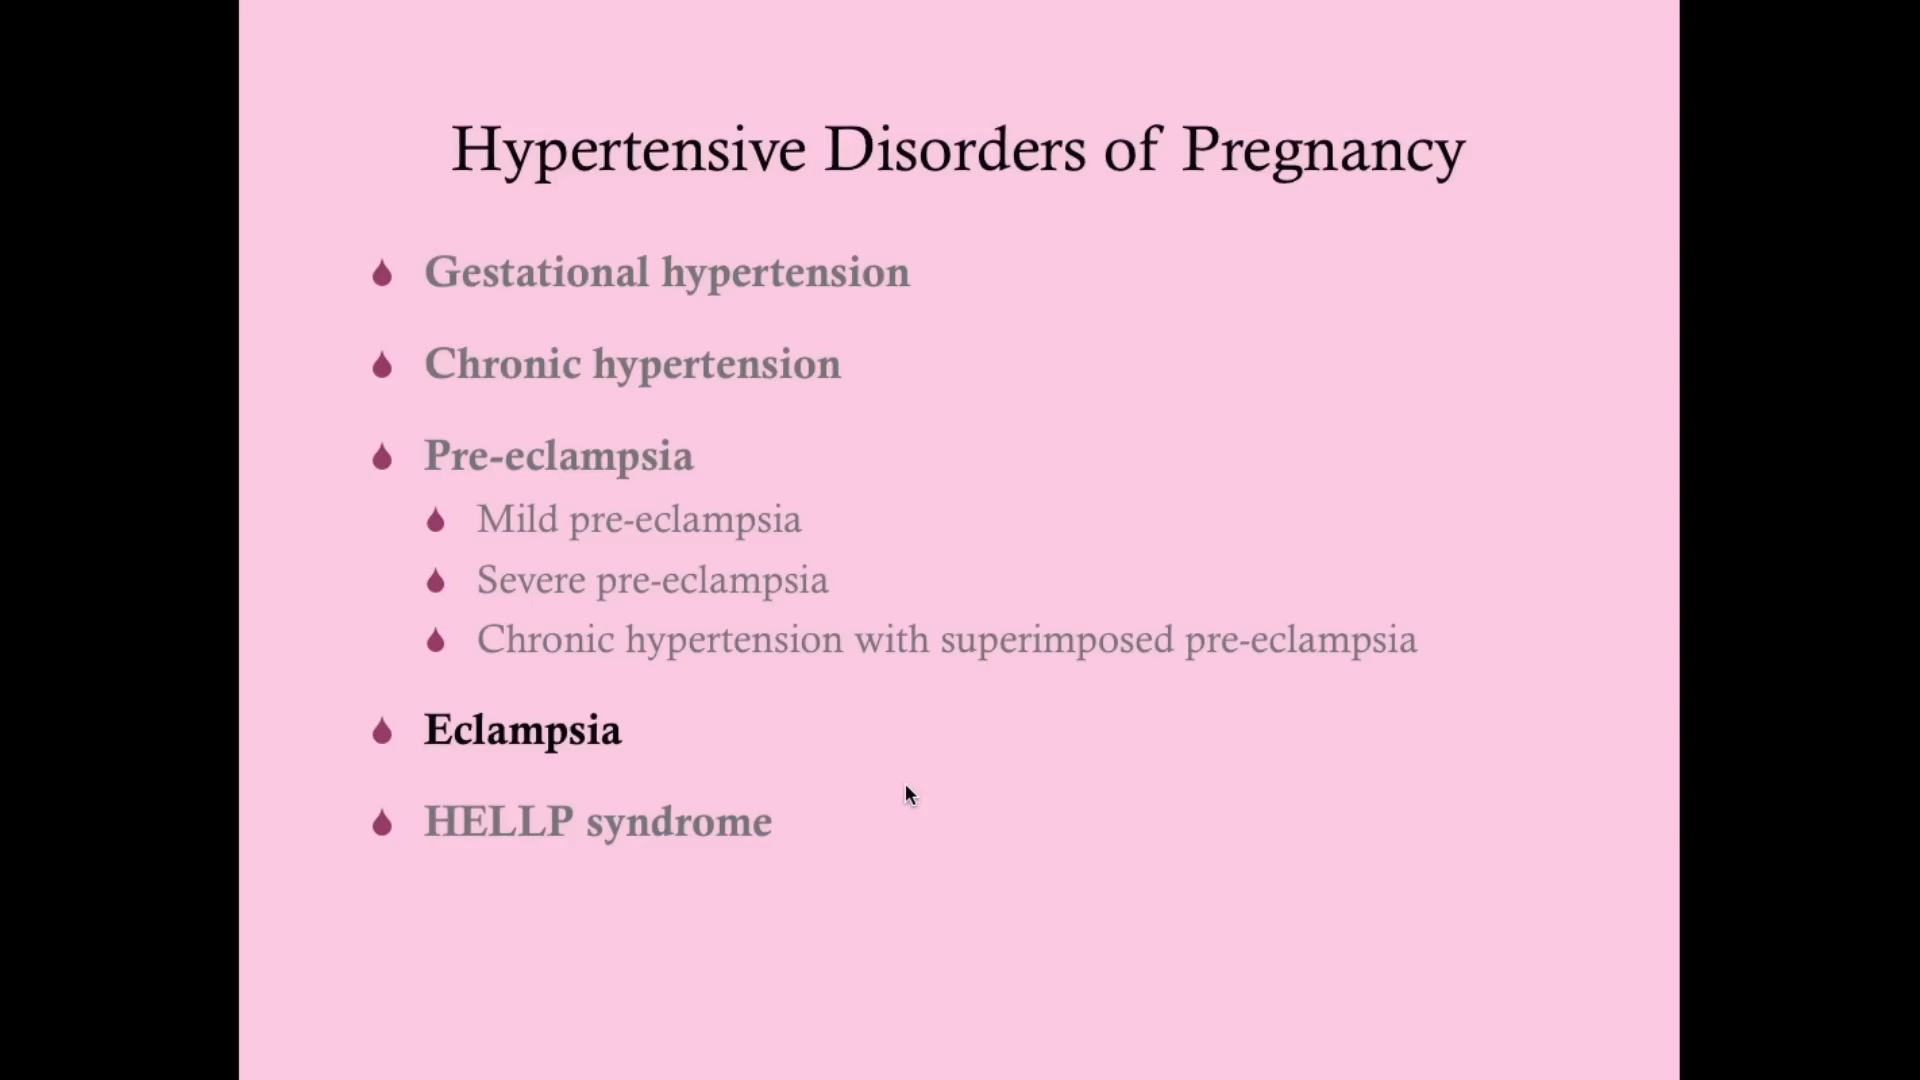 Hypertensive Disorders of Pregnancy
Gestational hypertension
Chronic hypertension
Pre-eclampsia
Mild pre-eclampsia
Severe pre-eclampsia
Chronic hypertension with superimposed pre-eclampsia
Eclampsia
HELLP syndrome